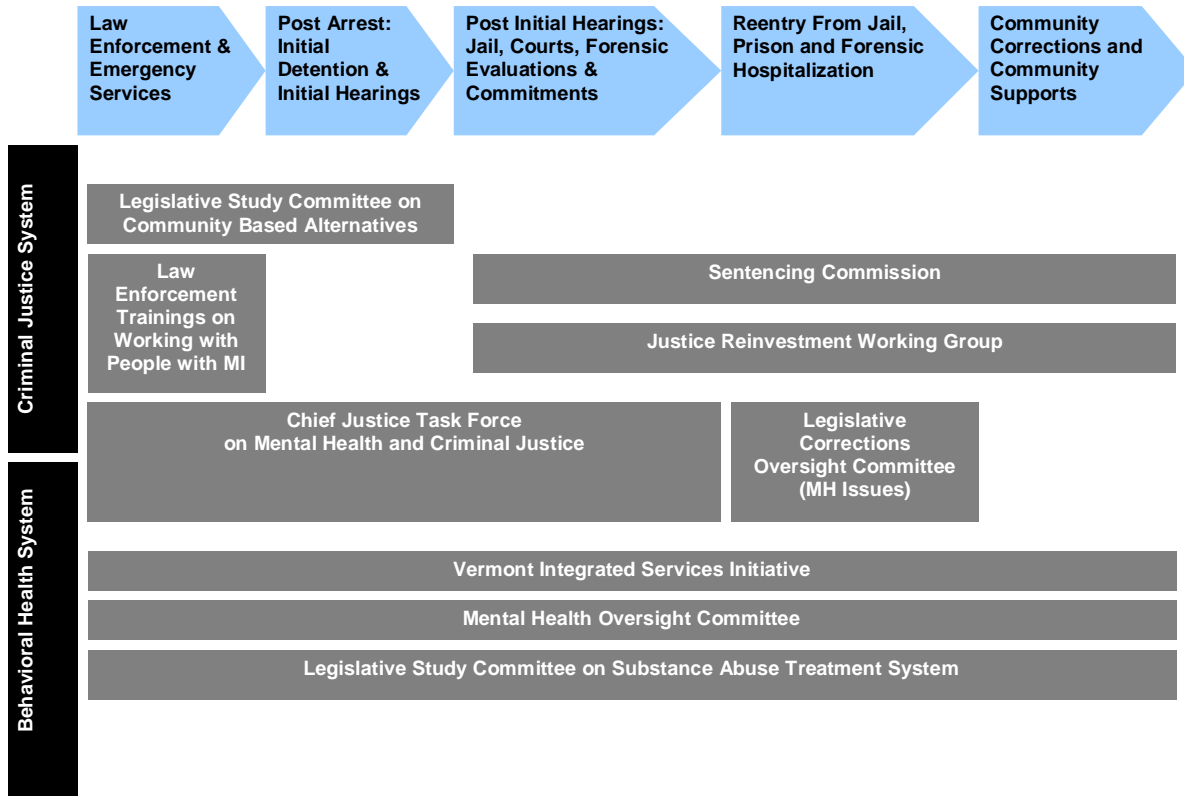 Law
Enforcement &
Emergency
Services
Post Arrest:
Initial
Detention &
Initial Hearings
Post Initial Hearings:
Jail, Courts, Forensic
Evaluations &
Commitments
Reentry From Jail,
Prison and Forensic
Hospitalization
Community
Corrections and
Community
Supports
Criminal Justice System
Legislative Study Committee on
Community Based Alternatives
Law
Enforcement
Trainings on
Working with
People with MI
Sentencing Commission
Justice Reinvestment Working Group
Chief Justice Task Force
on Mental Health and Criminal Justice
Legislative
Corrections
Oversight Committee
(MH Issues)
Behavioral Health System
Vermont Integrated Services Initiative
Mental Health Oversight Committee
Legislative Study Committee on Substance Abuse Treatment System